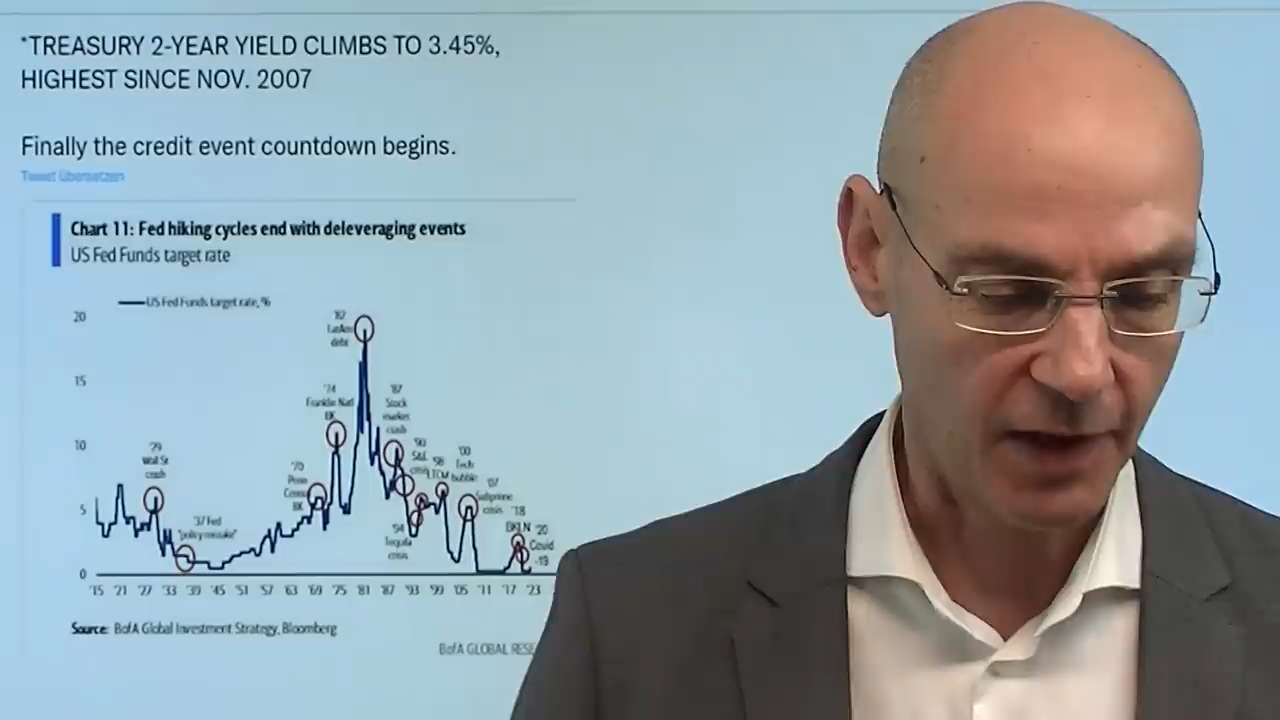 *TREASURY 2-YEAR YIELD CLIMBS TO 3.45%,
HIGHEST SINCE NOV. 2007
Finally the credit event countdown begins.
Tweet übersetzen
Chart 11: Fed hiking cycles end with deleveraging events
US Fed Funds target rate
US Fed Funds target rate, %
20
15
10
5
0
'82
LatAm
debt
'74
Franklin Natl
BK
'87
Stock
market
crash
'29
Wall St
crash
'90
S&L
crisis
'98
LTCM
'00
Tech
bubble
'70
Penn
BK
'07
Subprime
crisis
'37 Fed
"policy mistake"
'94
Tequila
crisis
'18
BKLN
'20
Covid
-19
'15 '21 '27 '33 '39 '45 '51 '57 '63 '69 '75 '81 '87 '93 '99 '05 '11 '17 '23
Source: BofA Global Investment Strategy, Bloomberg
BofA GLOBAL RESE